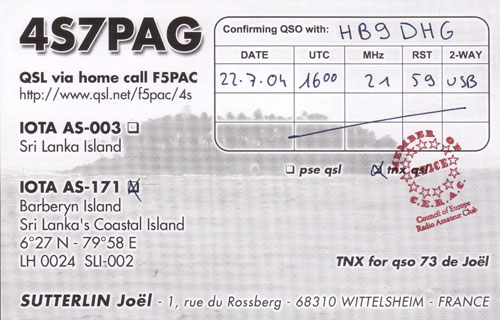 4S7PAG
QSL via home call F5PAC
http://www.qsl.net/f5pac/4s
IOTA AS-003
Sri Lanka Island
IOTA AS-171
Barberyn Island
Sri Lanka's Coastal Island
6°27 N - 79°58 E
LH 0024 SLI-002
Confirming QSO with: HB9DHG
DATE UTC MHz RST 2-WAY
22.7.04 1600 21 59 USB
pse qsl tnx qsl
MEMBER OF
C.E.R.A.C.
Council of Europe
Radio Amateur Club
TNX for qso 73 de Joël
SUTTERLIN Joël - 1, rue du Rossberg - 68310 WITTELSHEIM - FRANCE